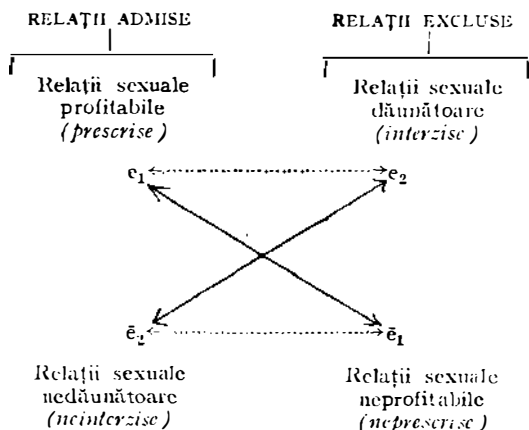 RELAȚII ADMISE
RELAȚII EXCLUSE
Relații sexuale
profitabile
(prescrise)
Relații sexuale
dăunătoare
(interzise)
e₁
e₂
ē₂
ē₁
Relații sexuale
nedăunătoare
(neinterzise)
Relații sexuale
neprofitabile
(neprescrise)